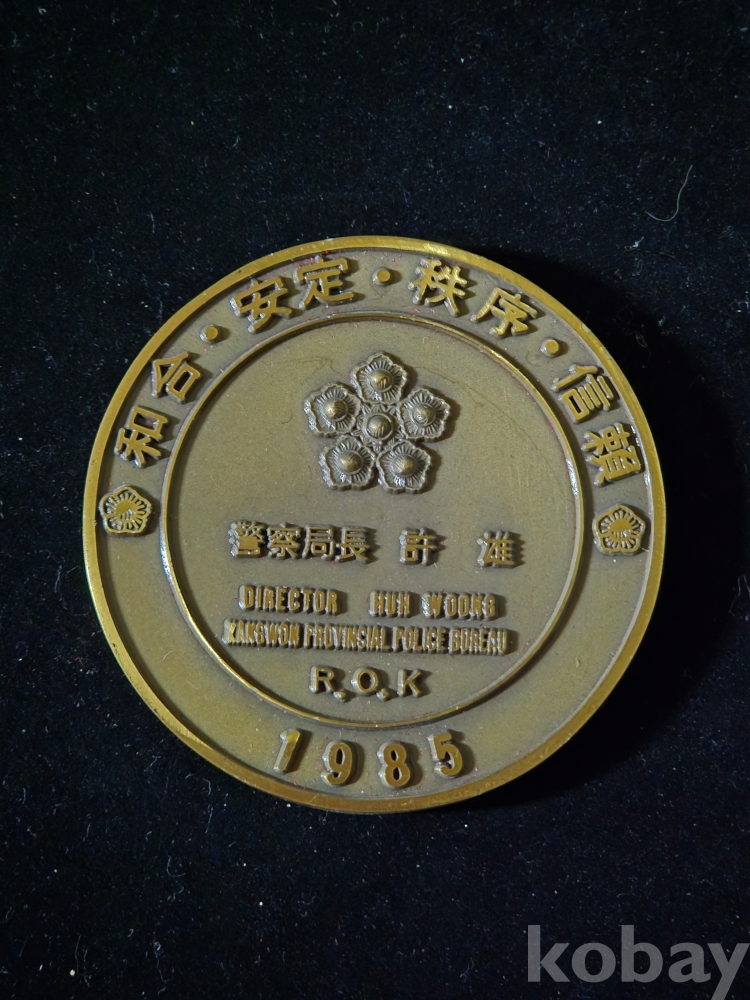 和合·安定·秩序·信賴
警察局長 許 雄
DIRECTOR HUH WOONG
KANGWON PROVINSIAL POLICE BUREAU
R.O.K
1985
kobay